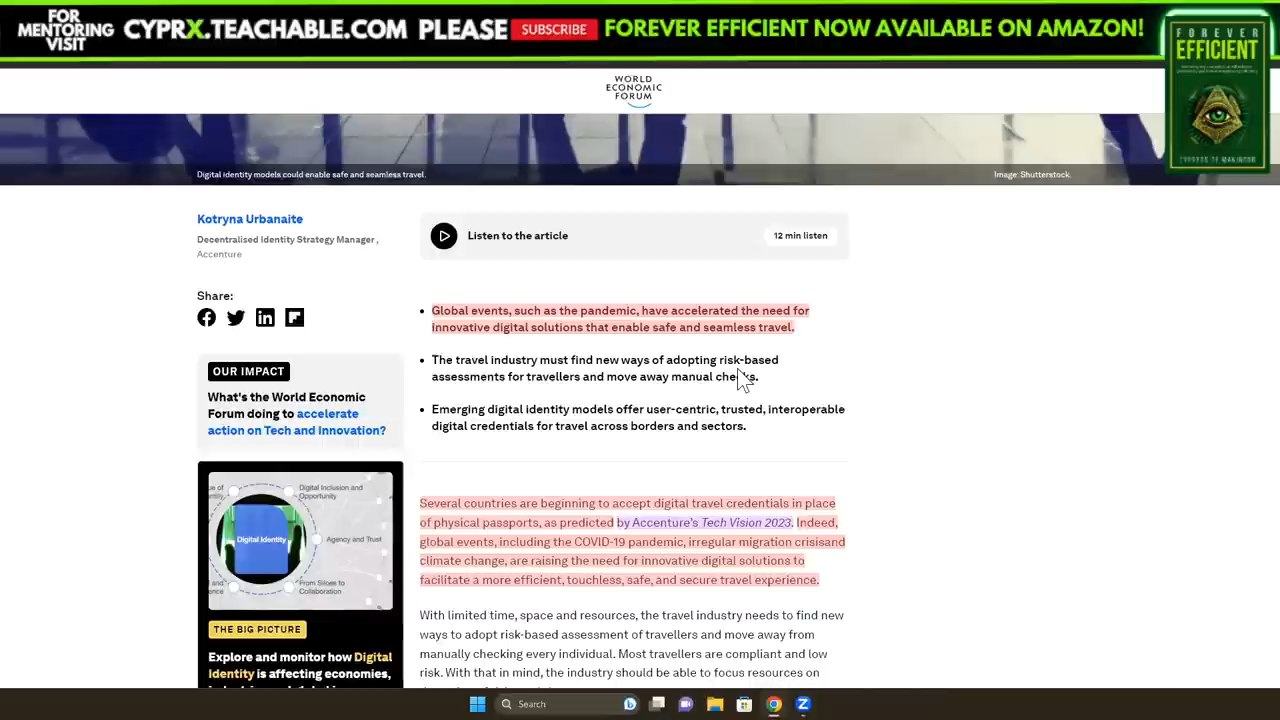 FOR
MENTORING
VISIT
CYPRX.TEACHABLE.COM PLEASE SUBSCRIBE FOREVER EFFICIENT NOW AVAILABLE ON AMAZON!
FOREVER
EFFICIENT
WORLD
ECONOMIC
FORUM
Digital identity models could enable safe and seamless travel.
Image: Shutterstock.
Kotryna Urbanaite
Decentralised Identity Strategy Manager ,
Accenture
Share:
OUR IMPACT
What's the World Economic
Forum doing to accelerate
action on Tech and Innovation?
Digital Inclusion and
Opportunity
Digital Identity
Agency and Trust
From Siloes to
Collaboration
THE BIG PICTURE
Explore and monitor how Digital
Identity is affecting economies,
Listen to the article
12 min listen
Global events, such as the pandemic, have accelerated the need for
innovative digital solutions that enable safe and seamless travel.
The travel industry must find new ways of adopting risk-based
assessments for travellers and move away manual checks.
Emerging digital identity models offer user-centric, trusted, interoperable
digital credentials for travel across borders and sectors.
Several countries are beginning to accept digital travel credentials in place
of physical passports, as predicted by Accenture's Tech Vision 2023. Indeed,
global events, including the COVID-19 pandemic, irregular migration crisisand
climate change, are raising the need for innovative digital solutions to
facilitate a more efficient, touchless, safe, and secure travel experience.
With limited time, space and resources, the travel industry needs to find new
ways to adopt risk-based assessment of travellers and move away from
manually checking every individual. Most travellers are compliant and low
risk. With that in mind, the industry should be able to focus resources on
Search